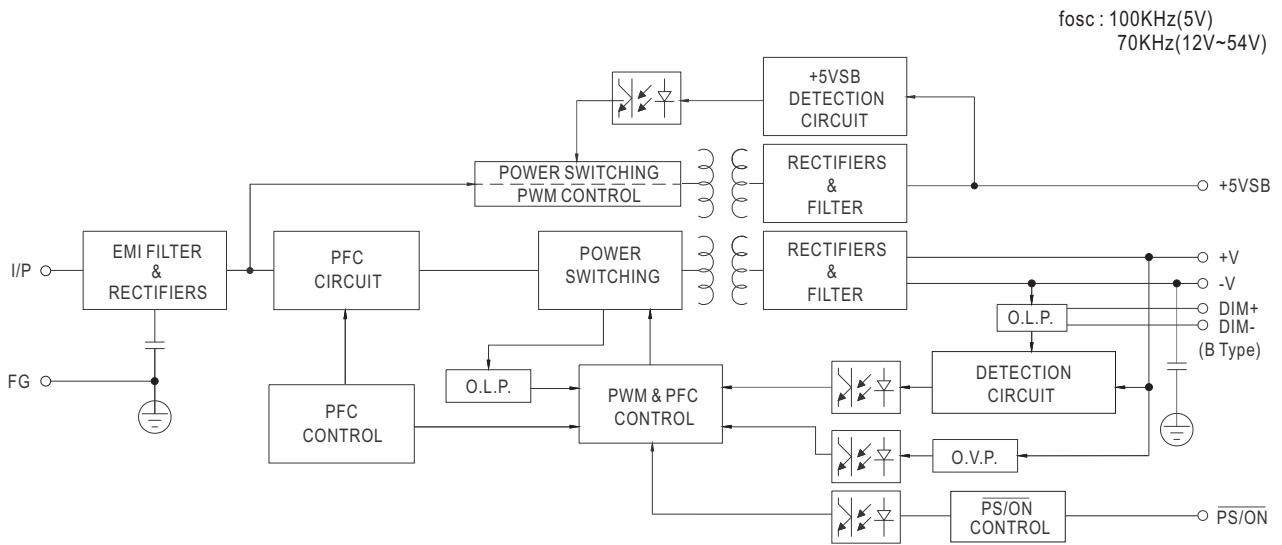 fosc : 100KHz(5V)
70KHz(12V~54V)
+5VSB
DETECTION
CIRCUIT
POWER SWITCHING
PWM CONTROL
RECTIFIERS
&
FILTER
+5VSB
I/P
EMI FILTER
&
RECTIFIERS
PFC
CIRCUIT
POWER
SWITCHING
RECTIFIERS
&
FILTER
+V
-V
O.L.P.
DIM+
DIM-
(B Type)
FG
O.L.P.
PFC
CONTROL
PWM & PFC
CONTROL
DETECTION
CIRCUIT
O.V.P.
PS/ON
CONTROL
PS/ON